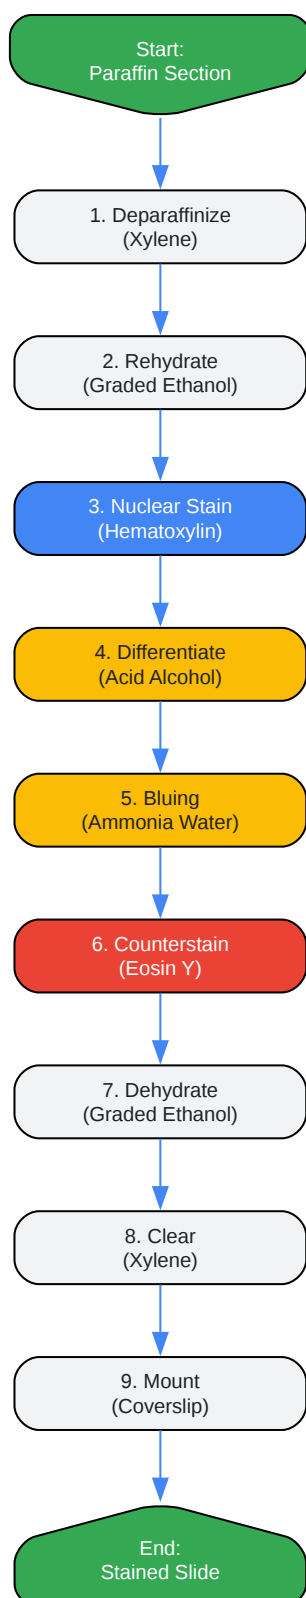 Start:
Paraffin Section
1. Deparaffinize
(Xylene)
2. Rehydrate
(Graded Ethanol)
3. Nuclear Stain
(Hematoxylin)
4. Differentiate
(Acid Alcohol)
5. Bluing
(Ammonia Water)
6. Counterstain
(Eosin Y)
7. Dehydrate
(Graded Ethanol)
8. Clear
(Xylene)
9. Mount
(Coverslip)
End:
Stained Slide